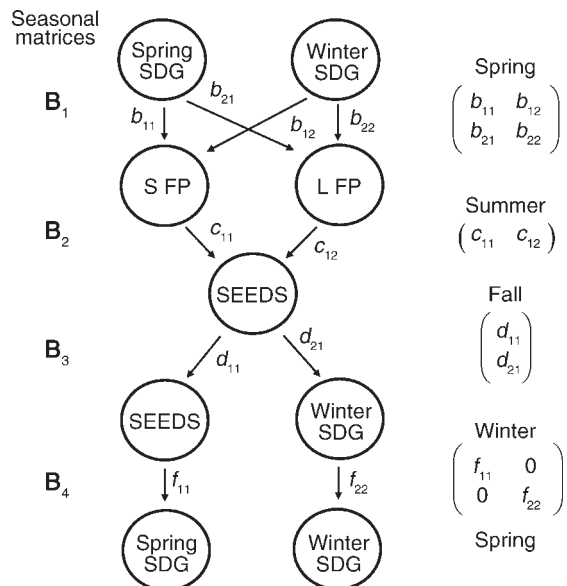 Seasonal
matrices
Spring
SDG
Winter
SDG
Spring
B₁
b₁₁
b₂₁
b₁₂
b₂₂
b₁₁ b₁₂
b₂₁ b₂₂
S FP
L FP
Summer
B₂
c₁₁
c₁₂
(c₁₁ c₁₂)
SEEDS
Fall
B₃
d₁₁
d₂₁
d₁₁
d₂₁
SEEDS
Winter
SDG
Winter
B₄
f₁₁
f₂₂
f₁₁ 0
0 f₂₂
Spring
SDG
Winter
SDG
Spring